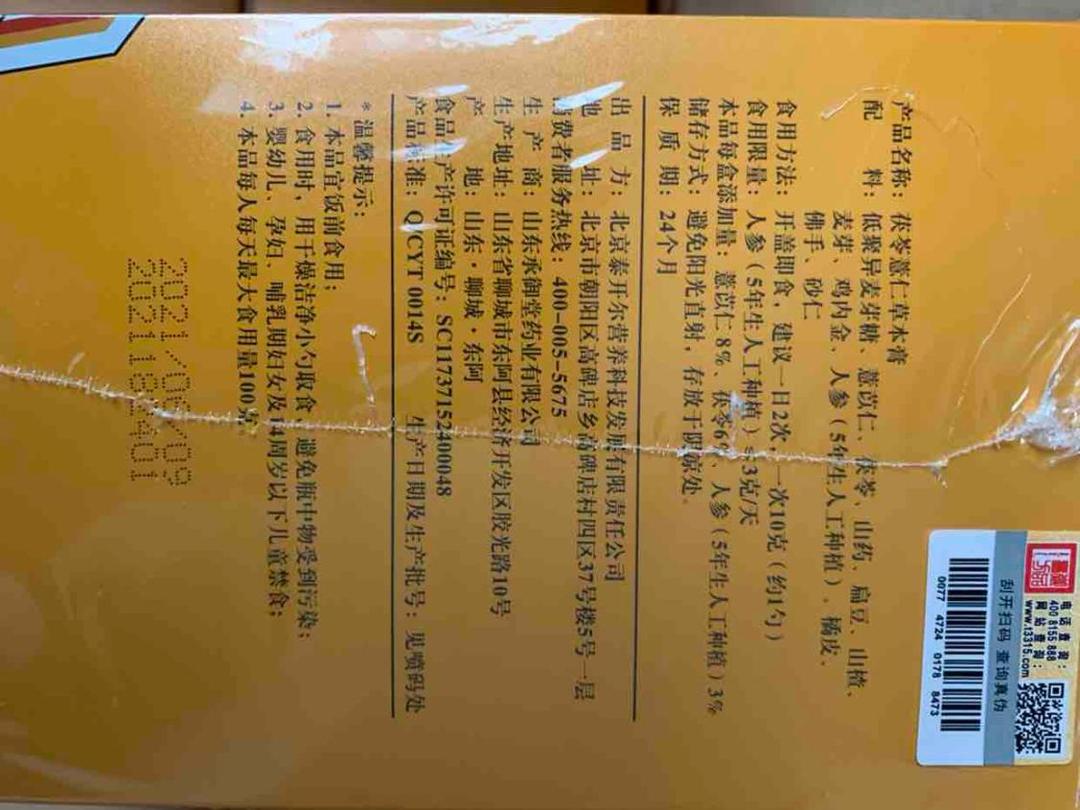 产品名称：茯苓薏仁草本膏
配 料：低聚异麦芽糖、薏苡仁、茯苓、山药、扁豆、山楂、
麦芽、鸡内金、人参（5年生人工种植）、橘皮、
佛手、砂仁
食用方法：开盖即食，建议一日2次，一次10克（约1勺）
食用限量：人参（5年生人工种植）≤3克/天
本品每盒添加量：薏苡仁8%、茯苓6%、人参（5年生人工种植）3%
储存方式：避免阳光直射，存放于阴凉处。
保 质 期：24个月
出 品 方：北京泰开尔营养科技发展有限责任公司
地 址：北京市朝阳区高碑店乡高碑店村四区37号楼5号一层
消费者服务热线：400-005-5675
生 产 商：山东承御堂药业有限公司
生产地址：山东省聊城市东阿县经济开发区胶光路10号
产 地：山东·聊城·东阿
食品生产许可证编号：SC11737152400048
产品标准：Q/CYT 0014S 生产日期及生产批号：见喷码处
*温馨提示：
1. 本品宜饭前食用；
2. 食用时，用干燥洁净小勺取食，避免瓶中物受到污染；
3. 婴幼儿、孕妇、哺乳期妇女及14周岁以下儿童禁食；
4. 本品每人每天最大食用量100克
电话查询：
400 8155 888
网站查询：
www.t3315.com
刮开扫码 查询真伪
0077 4724 0178 8473